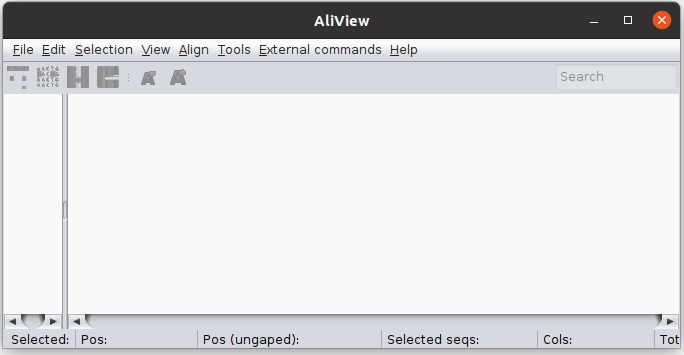 AliView
File Edit Selection View Align Tools External commands Help
Search
Selected: Pos: Pos (ungaped): Selected seqs: Cols: Tot